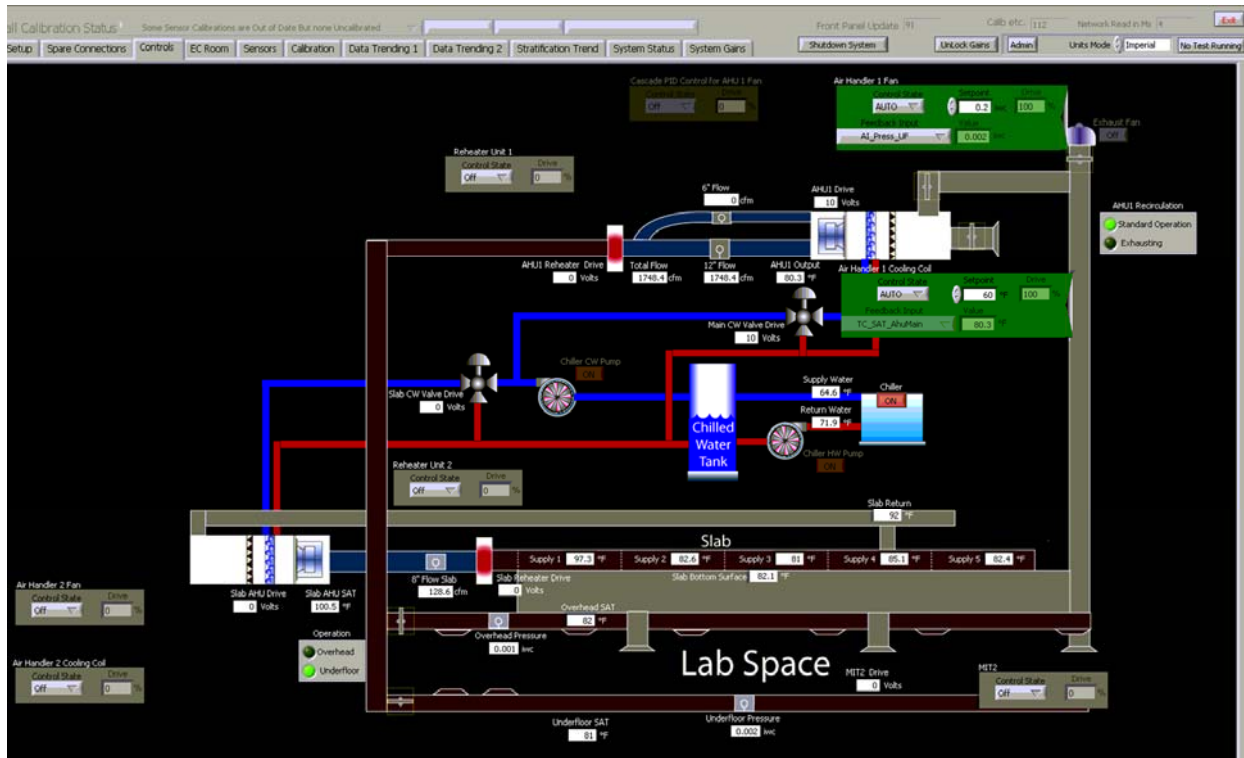 all Calibration Status Some Sensor Calibrations are Out of Date But none Uncalibrated Front Panel Update 91 Calib etc. 112 Network Read in Ms 4 Exit
Setup Spare Connections Controls EC Room Sensors Calibration Data Trending 1 Data Trending 2 Stratification Trend System Status System Gains Shutdown System UnLock Gains Admin Units Mode Imperial No Test Running
Cascade PID Control for AHU 1 Fan
Control State Drive
Off 0 %
Air Handler 1 Fan
Control State Setpoint Drive
AUTO 0.2 iwc 100 %
Feedback Input Value
AI_Press_UF 0.002 iwc
Exhaust Fan
Off
Reheater Unit 1
Control State Drive
Off 0 %
6" Flow
0 cfm
AHU1 Drive
10 Volts
AHU1 Recirculation
Standard Operation
Exhausting
AHU1 Reheater Drive
0 Volts
Total Flow
1748.4 cfm
12" Flow
1748.4 cfm
AHU1 Output
80.3 °F
Air Handler 1 Cooling Coil
Control State Setpoint Drive
AUTO 60 °F 100 %
Feedback Input Value
TC_SAT_AhuMain 80.3 °F
Main CW Valve Drive
10 Volts
Chiller CW Pump
ON
Slab CW Valve Drive
0 Volts
Supply Water
64.6 °F
Chiller
ON
Return Water
71.9 °F
Chilled
Water
Tank
Chiller HW Pump
ON
Reheater Unit 2
Control State Drive
Off 0 %
Slab Return
92 °F
Slab
Supply 1 97.3 °F Supply 2 82.6 °F Supply 3 81 °F Supply 4 85.1 °F Supply 5 82.4 °F
Slab Bottom Surface 82.1 °F
8" Flow Slab
128.6 cfm
Slab Reheater Drive
0 Volts
Air Handler 2 Fan
Control State Drive
Off 0 %
Slab AHU Drive
0 Volts
Slab AHU SAT
100.5 °F
Overhead SAT
82 °F
Operation
Overhead
Underfloor
Overhead Pressure
0.001 iwc
Lab Space
Air Handler 2 Cooling Coil
Control State Drive
Off 0 %
MIT2 Drive
0 Volts
MIT2
Control State Drive
Off 0 %
Underfloor SAT
81 °F
Underfloor Pressure
0.002 iwc